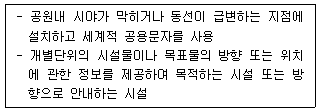 - 공원내 시야가 막히거나 동선이 급변하는 지점에
설치하고 세계적 공용문자를 사용
- 개별단위의 시설물이나 목표물의 방향 또는 위치
에 관한 정보를 제공하여 목적하는 시설 또는 방
향으로 안내하는 시설